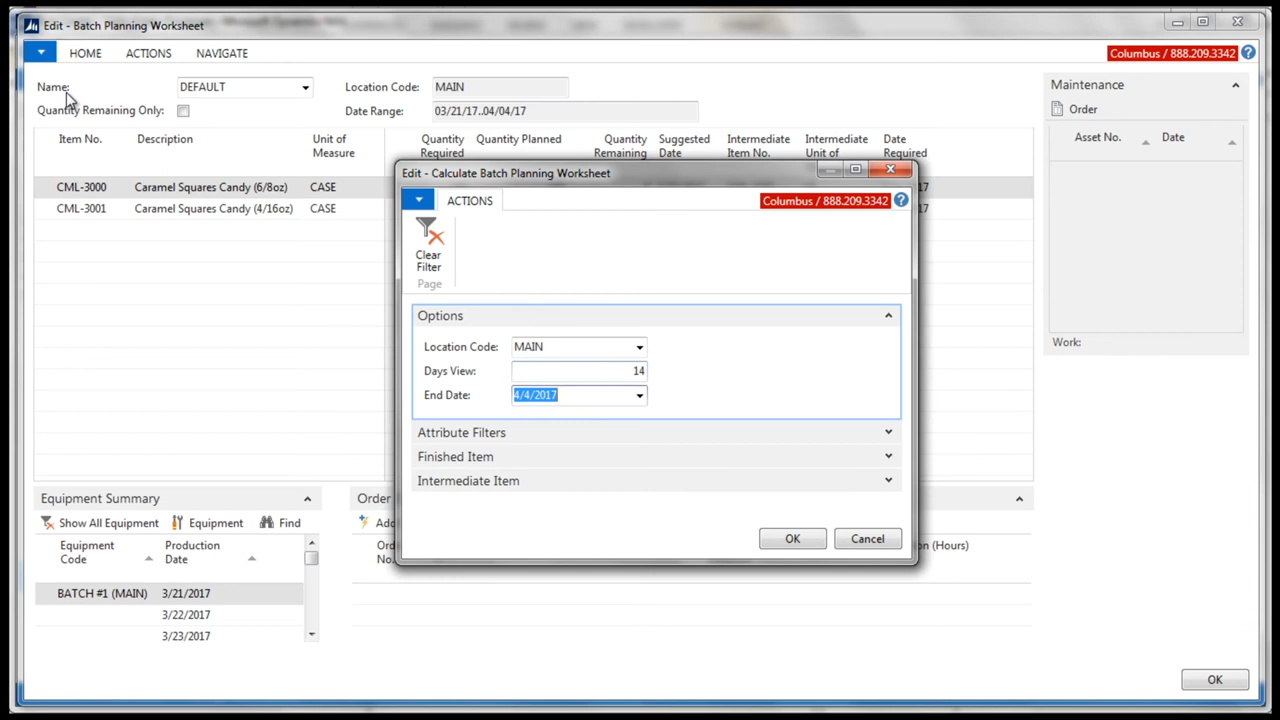 Edit - Batch Planning Worksheet
HOME ACTIONS NAVIGATE Columbus / 888.209.3342
Name: DEFAULT Location Code: MAIN
Quantity Remaining Only: Date Range: 03/21/17..04/04/17
Item No. Description Unit of Measure Quantity Required Quantity Planned Quantity Remaining Suggested Date Intermediate Item No. Intermediate Unit of Date Required
CML-3000 Caramel Squares Candy (6/8oz) CASE 17
CML-3001 Caramel Squares Candy (4/16oz) CASE 17
Maintenance
Order
Asset No. Date
Work:
Edit - Calculate Batch Planning Worksheet
ACTIONS Columbus / 888.209.3342
Clear
Filter
Page
Options
Location Code: MAIN
Days View: 14
End Date: 4/4/2017
Attribute Filters
Finished Item
Intermediate Item
OK Cancel
Equipment Summary
Show All Equipment Equipment Find
Equipment Code Production Date
BATCH #1 (MAIN) 3/21/2017
3/22/2017
3/23/2017
Order
(Hours)
OK